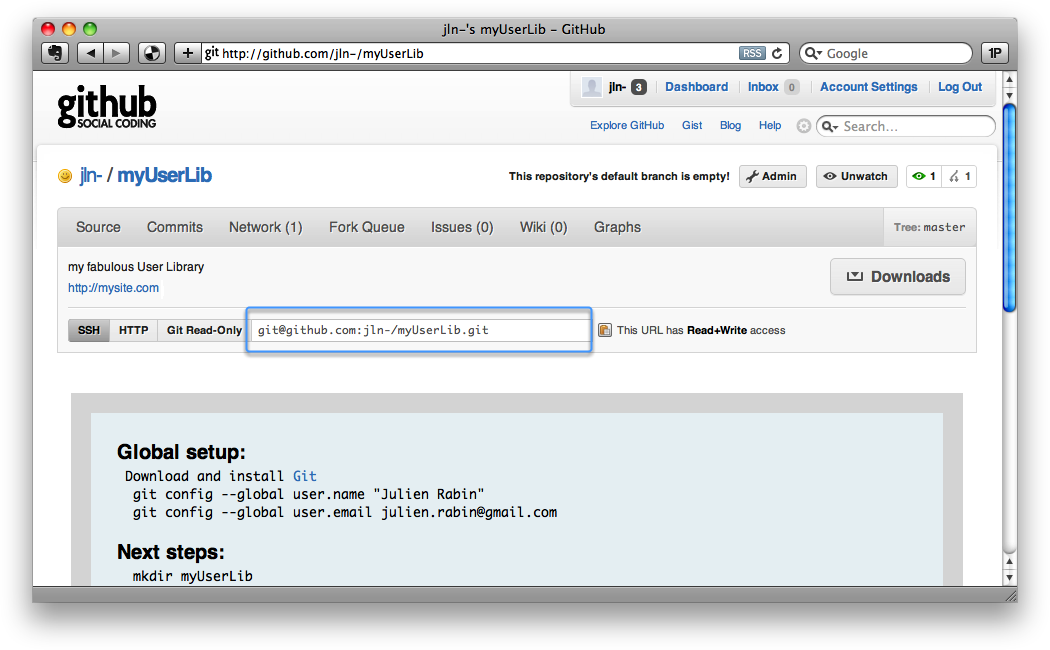 jln-'s myUserLib – GitHub
git http://github.com/jln-/myUserLib RSS Google 1P
github
SOCIAL CODING
jln- 3 Dashboard Inbox 0 Account Settings Log Out
Explore GitHub Gist Blog Help Search...
jln- / myUserLib
This repository's default branch is empty! Admin Unwatch 1 1
Source Commits Network (1) Fork Queue Issues (0) Wiki (0) Graphs Tree: master
my fabulous User Library
http://mysite.com
Downloads
SSH HTTP Git Read-Only git@github.com:jln-/myUserLib.git This URL has Read+Write access
Global setup:
Download and install Git
git config --global user.name "Julien Rabin"
git config --global user.email julien.rabin@gmail.com
Next steps:
mkdir myUserLib